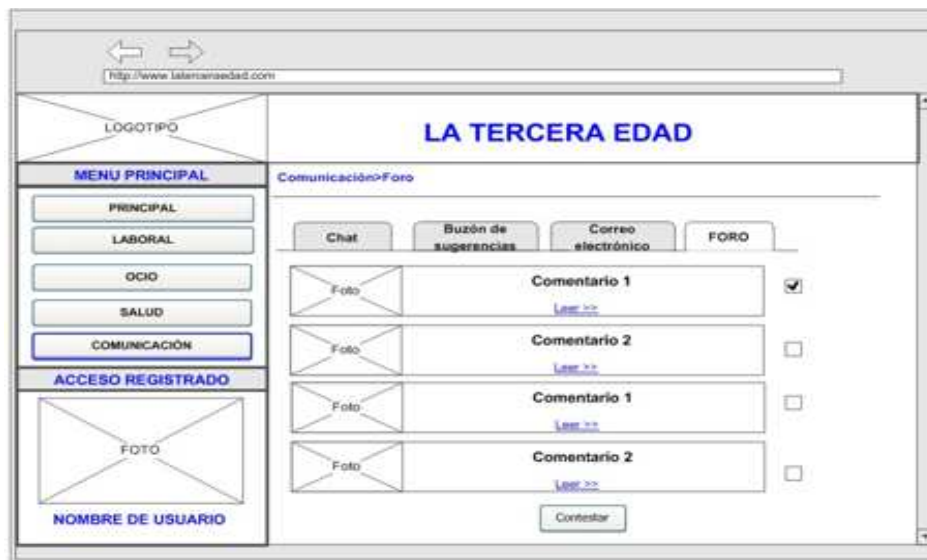 http://www.laterceraedad.com
LOGOTIPO
LA TERCERA EDAD
MENU PRINCIPAL
Comunicación>Foro
PRINCIPAL
LABORAL
OCIO
SALUD
COMUNICACIÓN
Chat
Buzón de
sugerencias
Correo
electrónico
FORO
Foto
Comentario 1
Leer >>
Foto
Comentario 2
Leer >>
Foto
Comentario 1
Leer >>
Foto
Comentario 2
Leer >>
Contestar
ACCESO REGISTRADO
FOTO
NOMBRE DE USUARIO